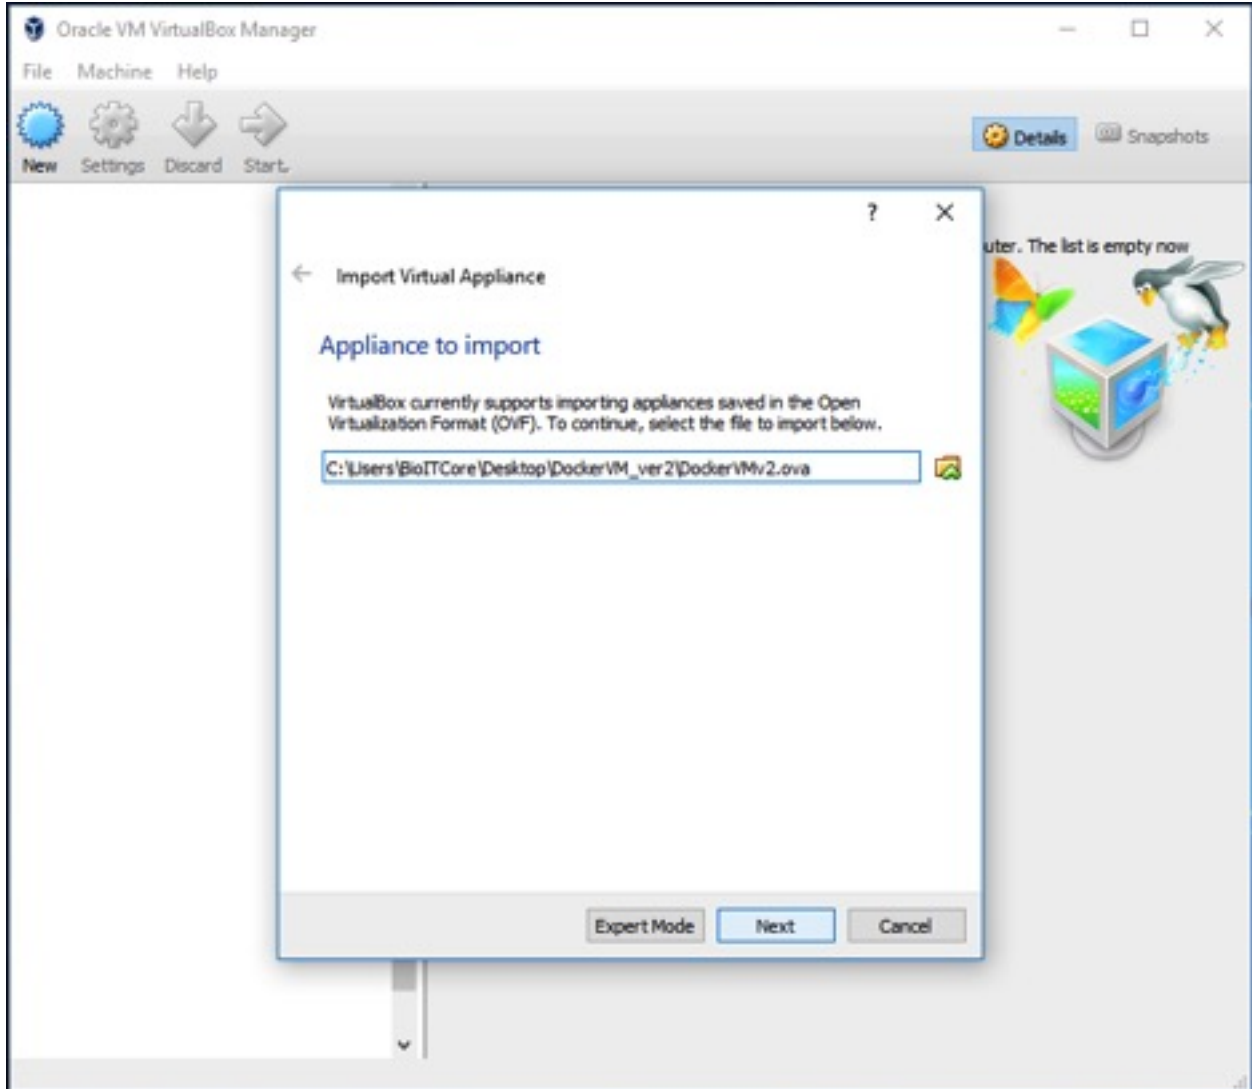 Oracle VM VirtualBox Manager
File Machine Help
New Settings Discard Start
Details Snapshots
?
uter. The list is empty now
Import Virtual Appliance
Appliance to import
VirtualBox currently supports importing appliances saved in the Open
Virtualization Format (OVF). To continue, select the file to import below.
C:\Users\BioITCore\Desktop\DockerVM_ver2\DockerVMv2.ova
Expert Mode Next Cancel